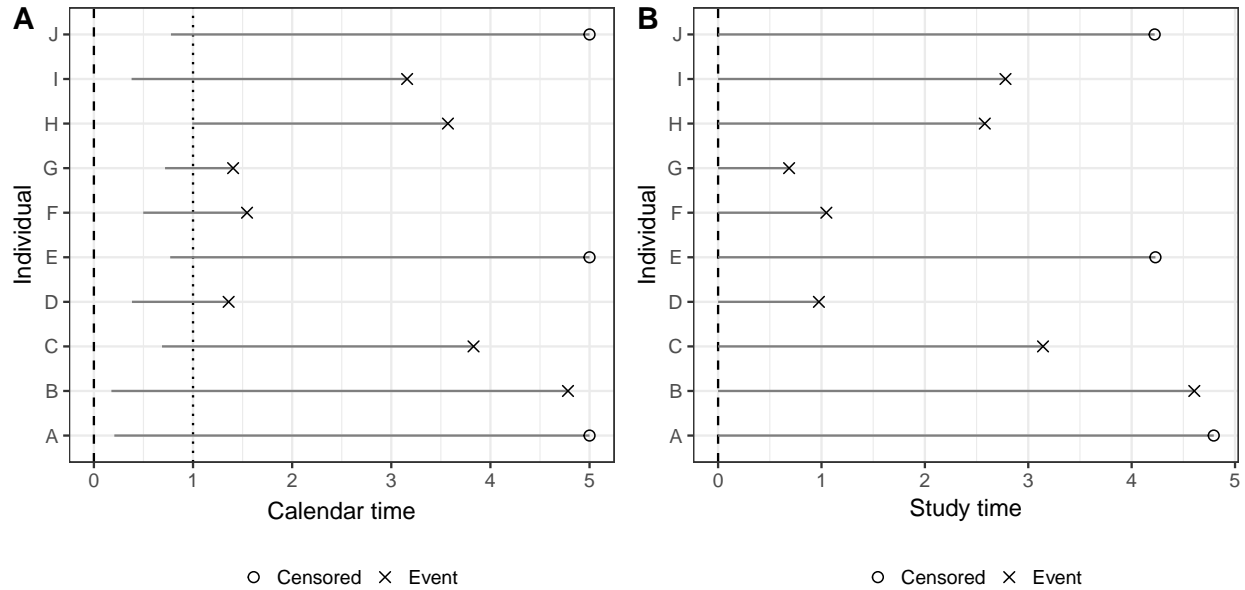 A
B
Individual
J
I
H
G
F
E
D
C
B
A
0 1 2 3 4 5
Calendar time
Censored Event
Individual
J
I
H
G
F
E
D
C
B
A
0 1 2 3 4 5
Study time
Censored Event